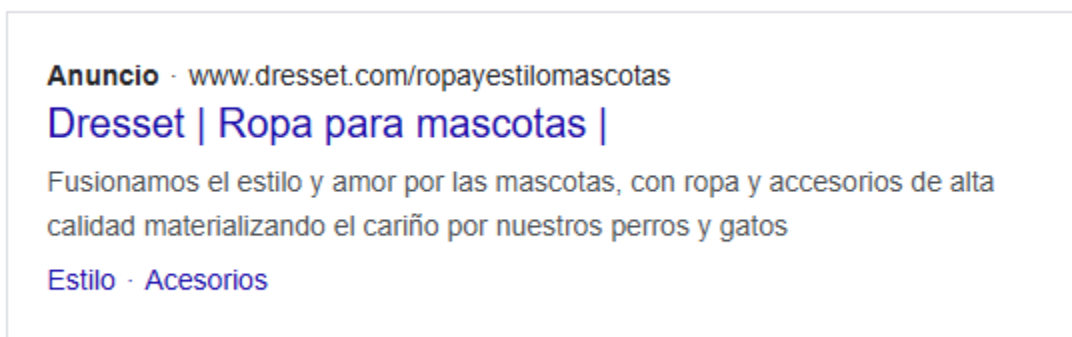 Anuncio · www.dresset.com/ropayestilomascotas
Dresset | Ropa para mascotas |
Fusionamos el estilo y amor por las mascotas, con ropa y accesorios de alta
calidad materializando el cariño por nuestros perros y gatos
Estilo · Acesorios